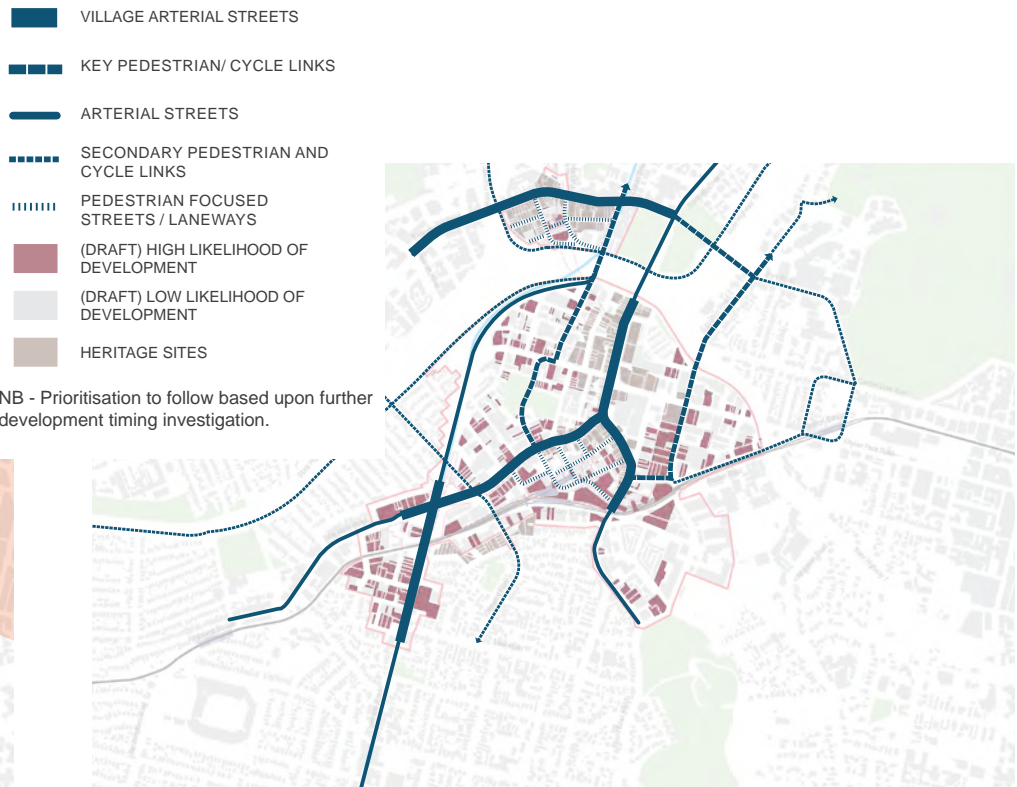 VILLAGE ARTERIAL STREETS
KEY PEDESTRIAN/ CYCLE LINKS
ARTERIAL STREETS
SECONDARY PEDESTRIAN AND
CYCLE LINKS
PEDESTRIAN FOCUSED
STREETS / LANEWAYS
(DRAFT) HIGH LIKELIHOOD OF
DEVELOPMENT
(DRAFT) LOW LIKELIHOOD OF
DEVELOPMENT
HERITAGE SITES
NB - Prioritisation to follow based upon further
development timing investigation.